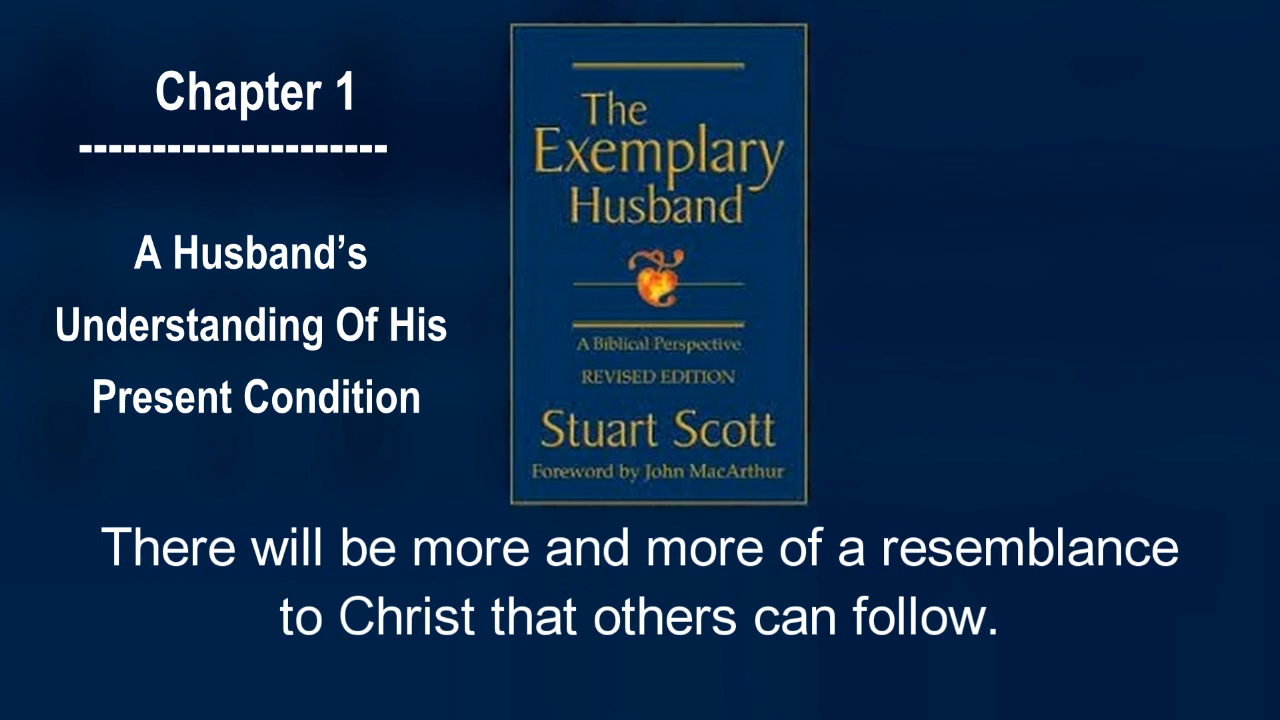 Chapter 1
---------------------
A Husband’s
Understanding Of His
Present Condition
The
Exemplary
Husband
A Biblical Perspective
REVISED EDITION
Stuart Scott
Foreword by John MacArthur
There will be more and more of a resemblance
to Christ that others can follow.